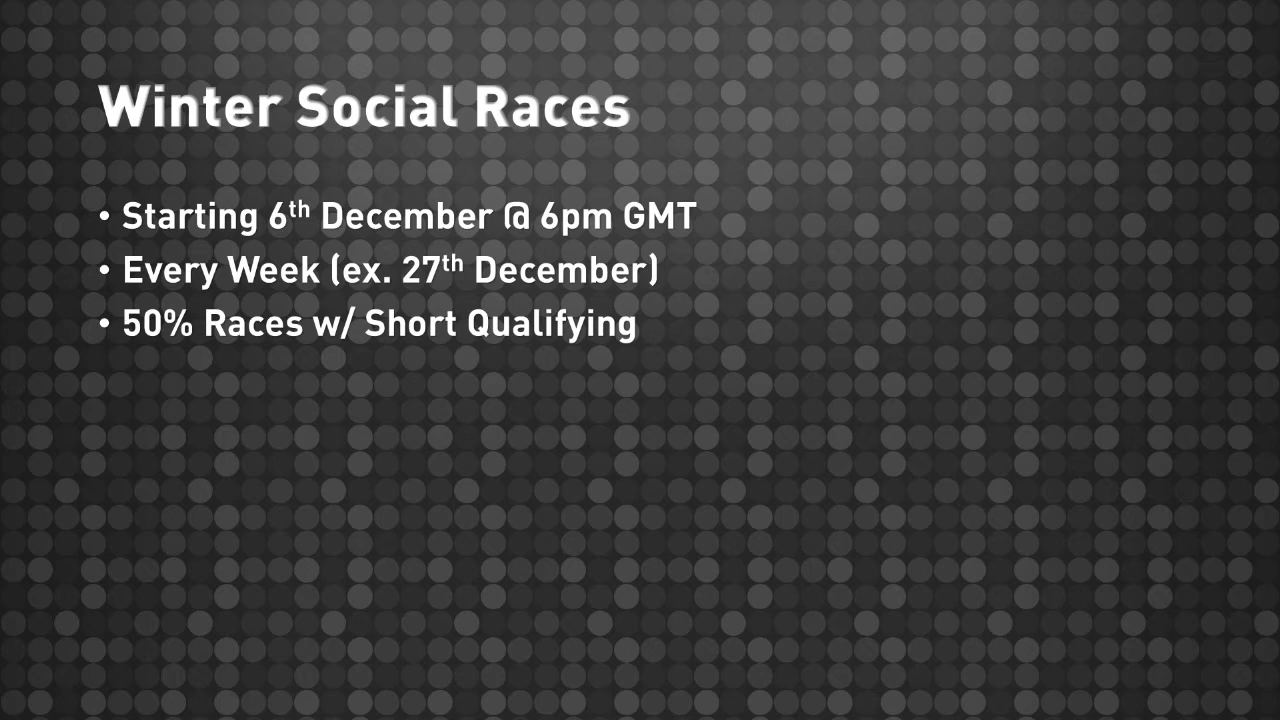 Winter Social Races
• Starting 6th December @ 6pm GMT
• Every Week (ex. 27th December)
• 50% Races w/ Short Qualifying